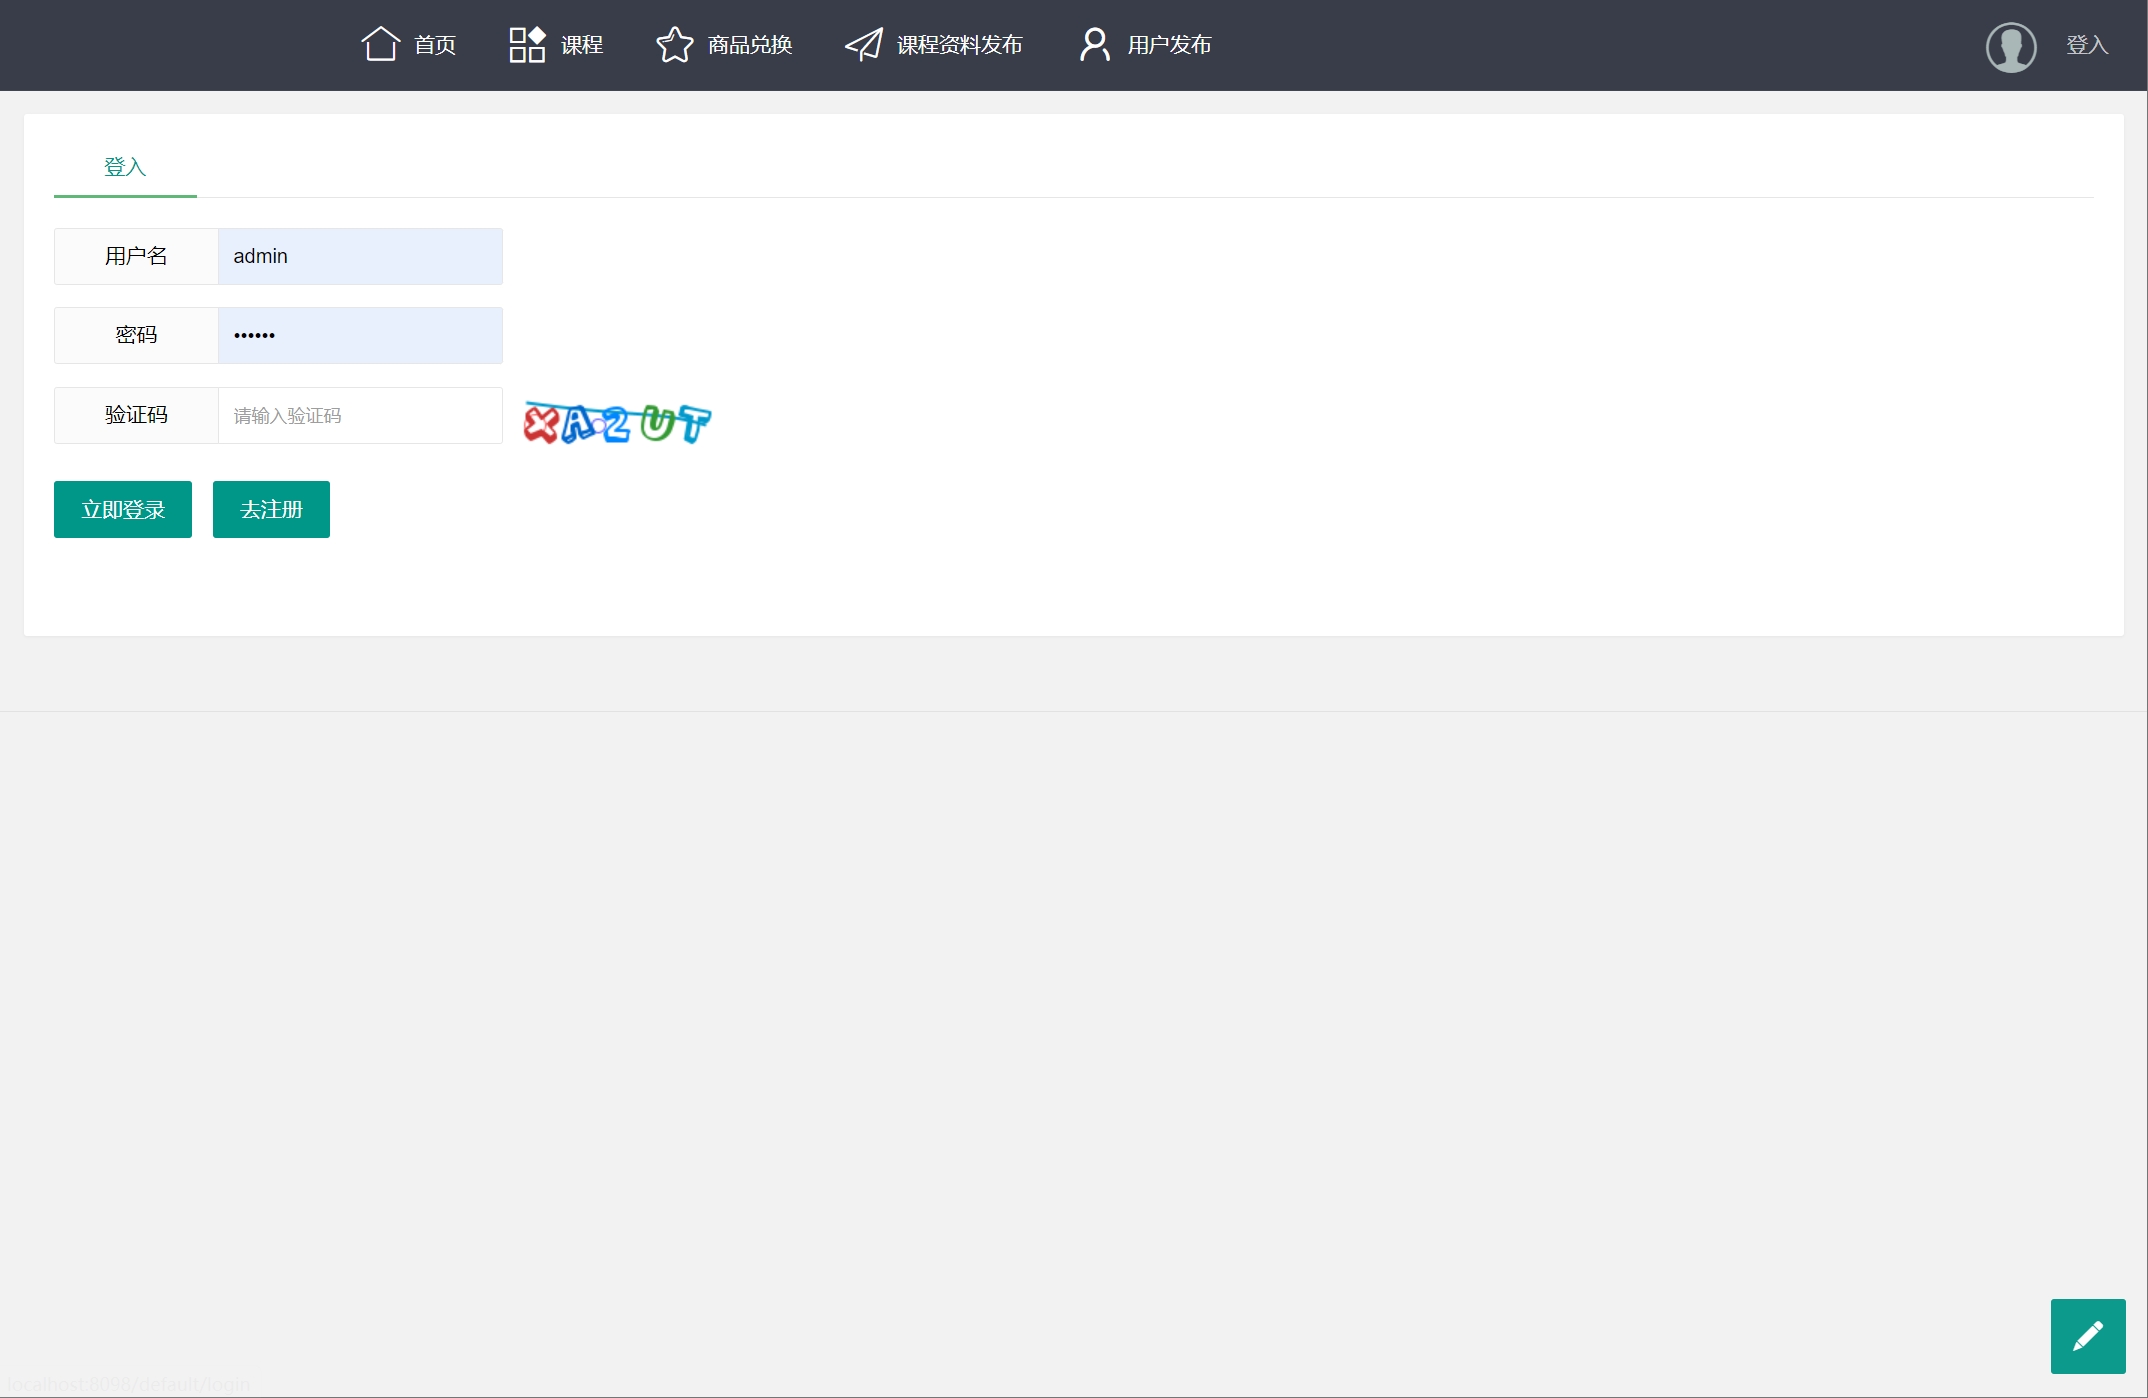 首页 课程 商品兑换 课程资料发布 用户发布 登入
登入
用户名 admin
密码 ••••••
验证码 请输入验证码 XA2UT
立即登录 去注册
localhost:8098/default/login